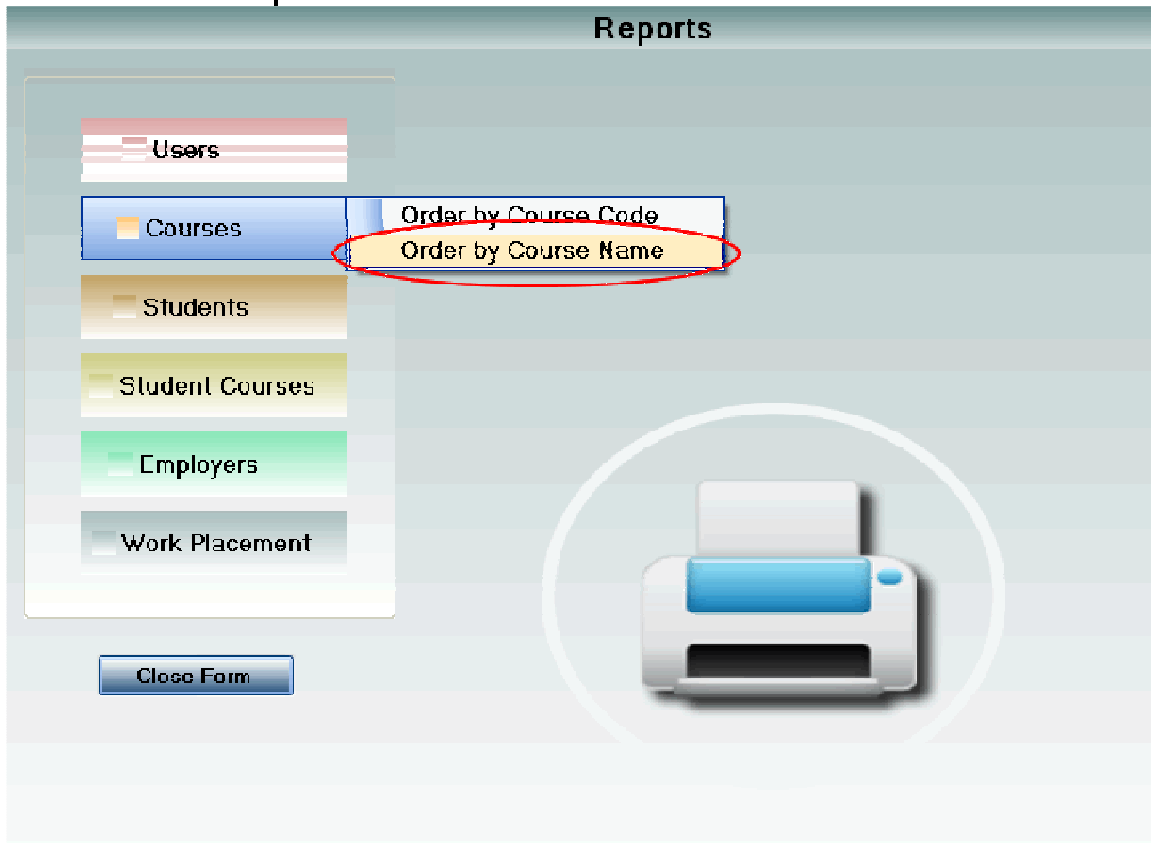 Reports
Users
Courses
Order by Course Code
Order by Course Name
Students
Student Courses
Employers
Work Placement
Close Form